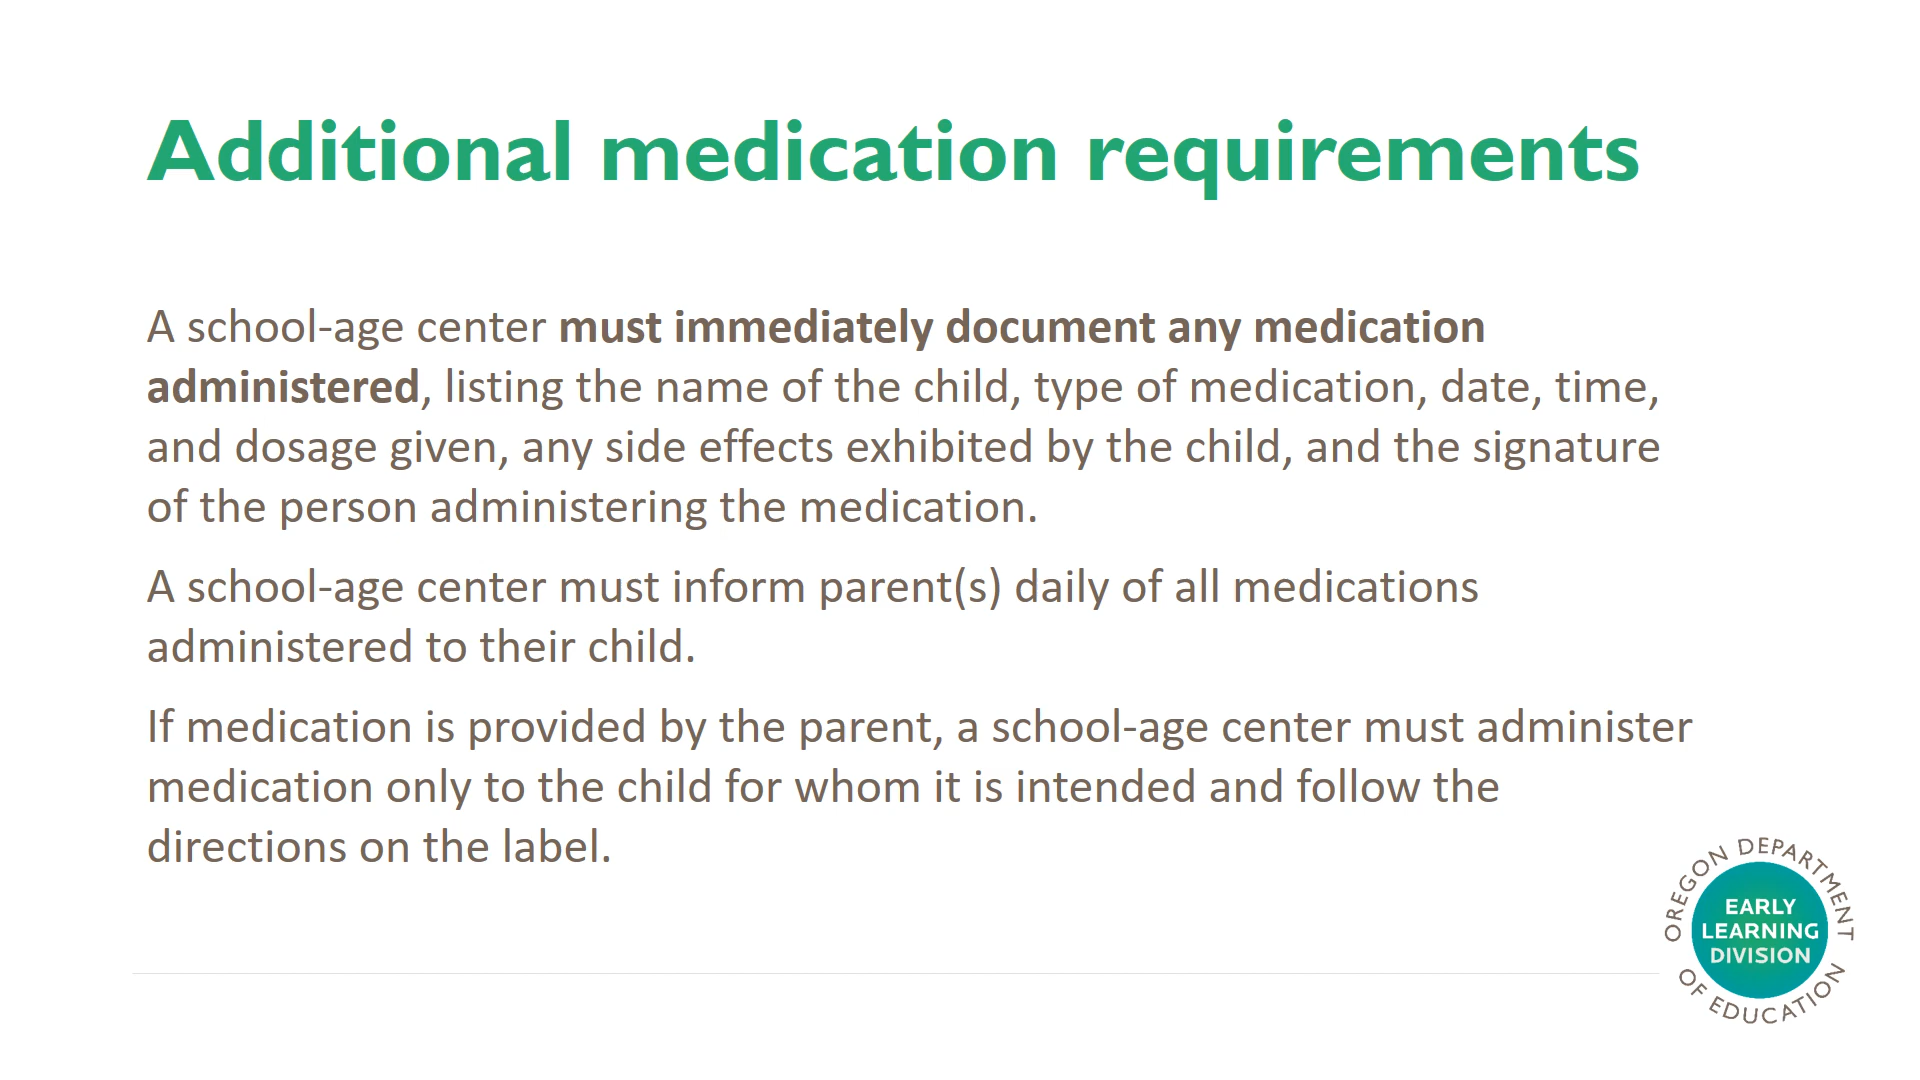 Additional medication requirements
A school-age center must immediately document any medication
administered, listing the name of the child, type of medication, date, time,
and dosage given, any side effects exhibited by the child, and the signature
of the person administering the medication.
A school-age center must inform parent(s) daily of all medications
administered to their child.
If medication is provided by the parent, a school-age center must administer
medication only to the child for whom it is intended and follow the
directions on the label.
OREGON DEPARTMENT
EARLY
LEARNING
DIVISION
OF EDUCATION